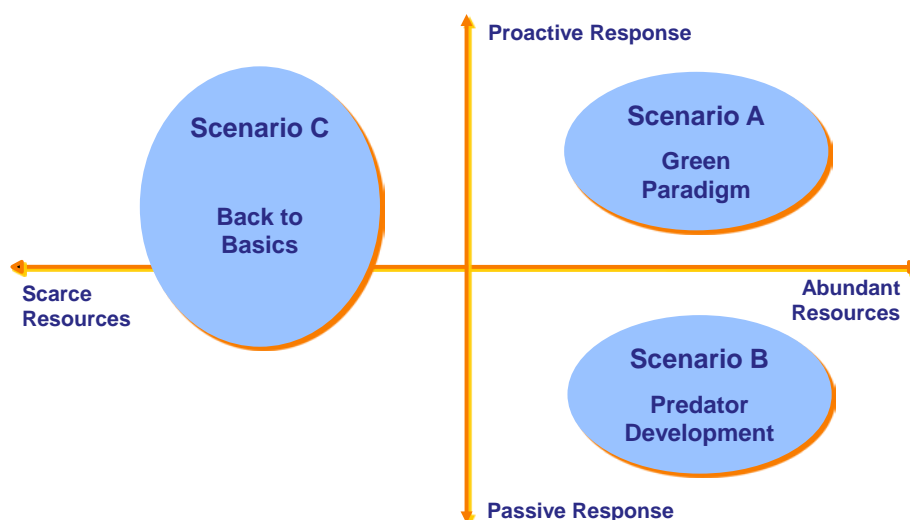 Proactive Response
Scenario C
Back to
Basics
Scenario A
Green
Paradigm
Scarce
Resources
Abundant
Resources
Scenario B
Predator
Development
Passive Response